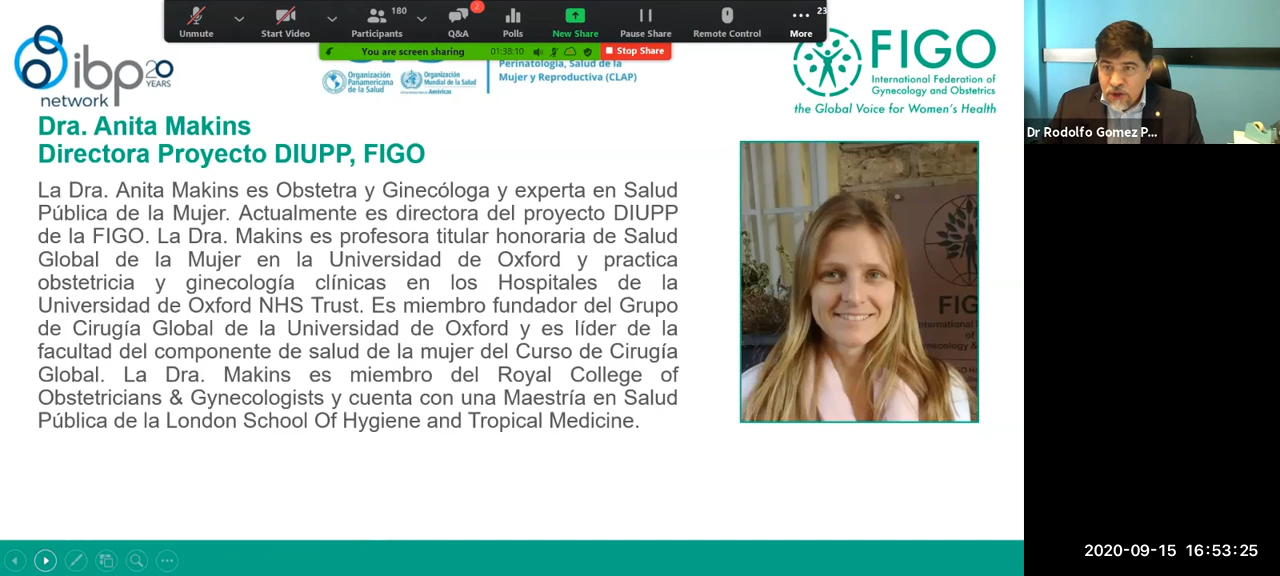 180
2
23
Unmute
Start Video
Participants
Q&A
Polls
New Share
Pause Share
Remote Control
More
You are screen sharing
01:38:10
Stop Share
ibp
20
YEARS
network
Organización
Panamericana
de la Salud
Organización
Mundial de la Salud
Américas
Perinatología, Salud de la
Mujer y Reproductiva (CLAP)
FIGO
International Federation of
Gynecology and Obstetrics
the Global Voice for Women's Health
Dr Rodolfo Gomez P...
Dra. Anita Makins
Directora Proyecto DIUPP, FIGO
La Dra. Anita Makins es Obstetra y Ginecóloga y experta en Salud
Pública de la Mujer. Actualmente es directora del proyecto DIUPP
de la FIGO. La Dra. Makins es profesora titular honoraria de Salud
Global de la Mujer en la Universidad de Oxford y practica
obstetricia y ginecología clínicas en los Hospitales de la
Universidad de Oxford NHS Trust. Es miembro fundador del Grupo
de Cirugía Global de la Universidad de Oxford y es líder de la
facultad del componente de salud de la mujer del Curso de Cirugía
Global. La Dra. Makins es miembro del Royal College of
Obstetricians & Gynecologists y cuenta con una Maestría en Salud
Pública de la London School Of Hygiene and Tropical Medicine.
FIG
2020-09-15 16:53:25